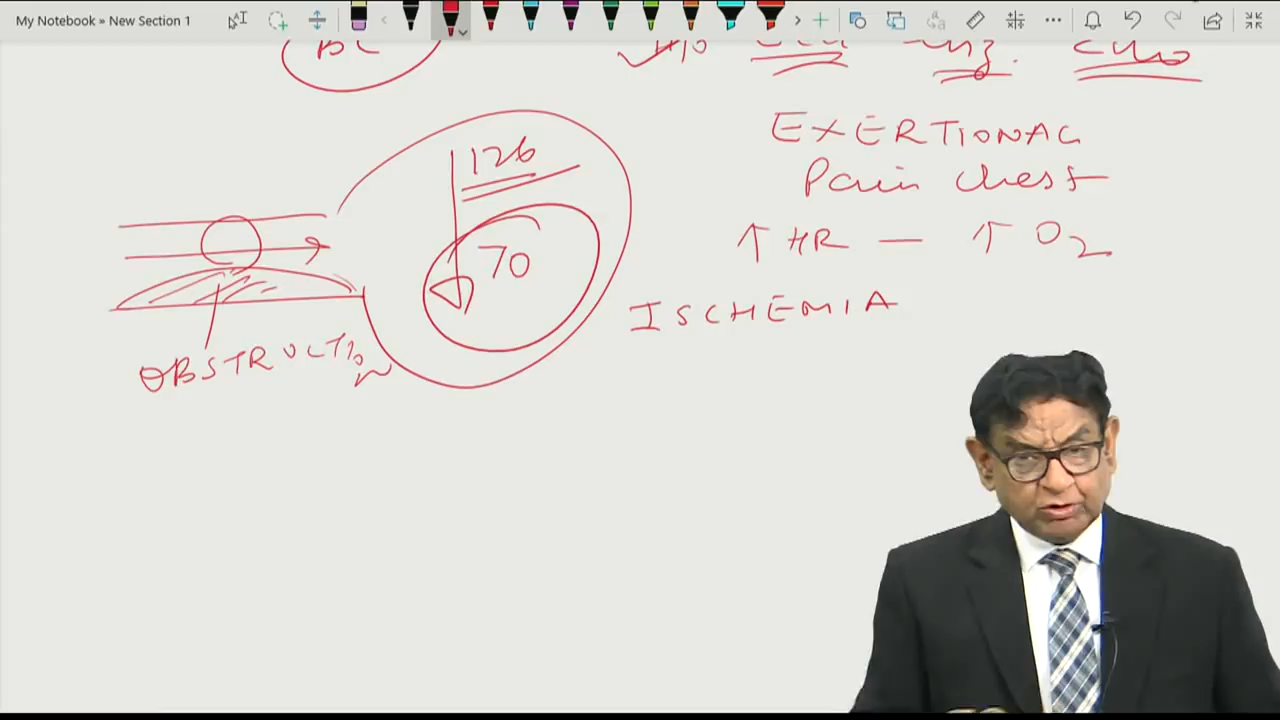 My Notebook » New Section 1
EXERTIONAL
Pain chest
126
↑ HR — ↑ O2
70
ISCHEMIA
OBSTRUCTION